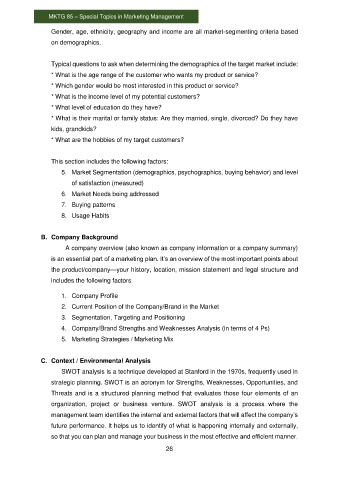 MKTG 85 – Special Topics in Marketing Management
Gender, age, ethnicity, geography and income are all market-segmenting criteria based
on demographics.
Typical questions to ask when determining the demographics of the target market include:
* What is the age range of the customer who wants my product or service?
* Which gender would be most interested in this product or service?
* What is the income level of my potential customers?
* What level of education do they have?
* What is their marital or family status: Are they married, single, divorced? Do they have
kids, grandkids?
* What are the hobbies of my target customers?
This section includes the following factors:
5. Market Segmentation (demographics, psychographics, buying behavior) and level
of satisfaction (measured)
6. Market Needs being addressed
7. Buying patterns
8. Usage Habits
B. Company Background
A company overview (also known as company information or a company summary)
is an essential part of a marketing plan. It's an overview of the most important points about
the product/company—your history, location, mission statement and legal structure and
includes the following factors
1. Company Profile
2. Current Position of the Company/Brand in the Market
3. Segmentation, Targeting and Positioning
4. Company/Brand Strengths and Weaknesses Analysis (in terms of 4 Ps)
5. Marketing Strategies / Marketing Mix
C. Context / Environmental Analysis
SWOT analysis is a technique developed at Stanford in the 1970s, frequently used in
strategic planning. SWOT is an acronym for Strengths, Weaknesses, Opportunities, and
Threats and is a structured planning method that evaluates those four elements of an
organization, project or business venture. SWOT analysis is a process where the
management team identifies the internal and external factors that will affect the company's
future performance. It helps us to identify of what is happening internally and externally,
so that you can plan and manage your business in the most effective and efficient manner.
26